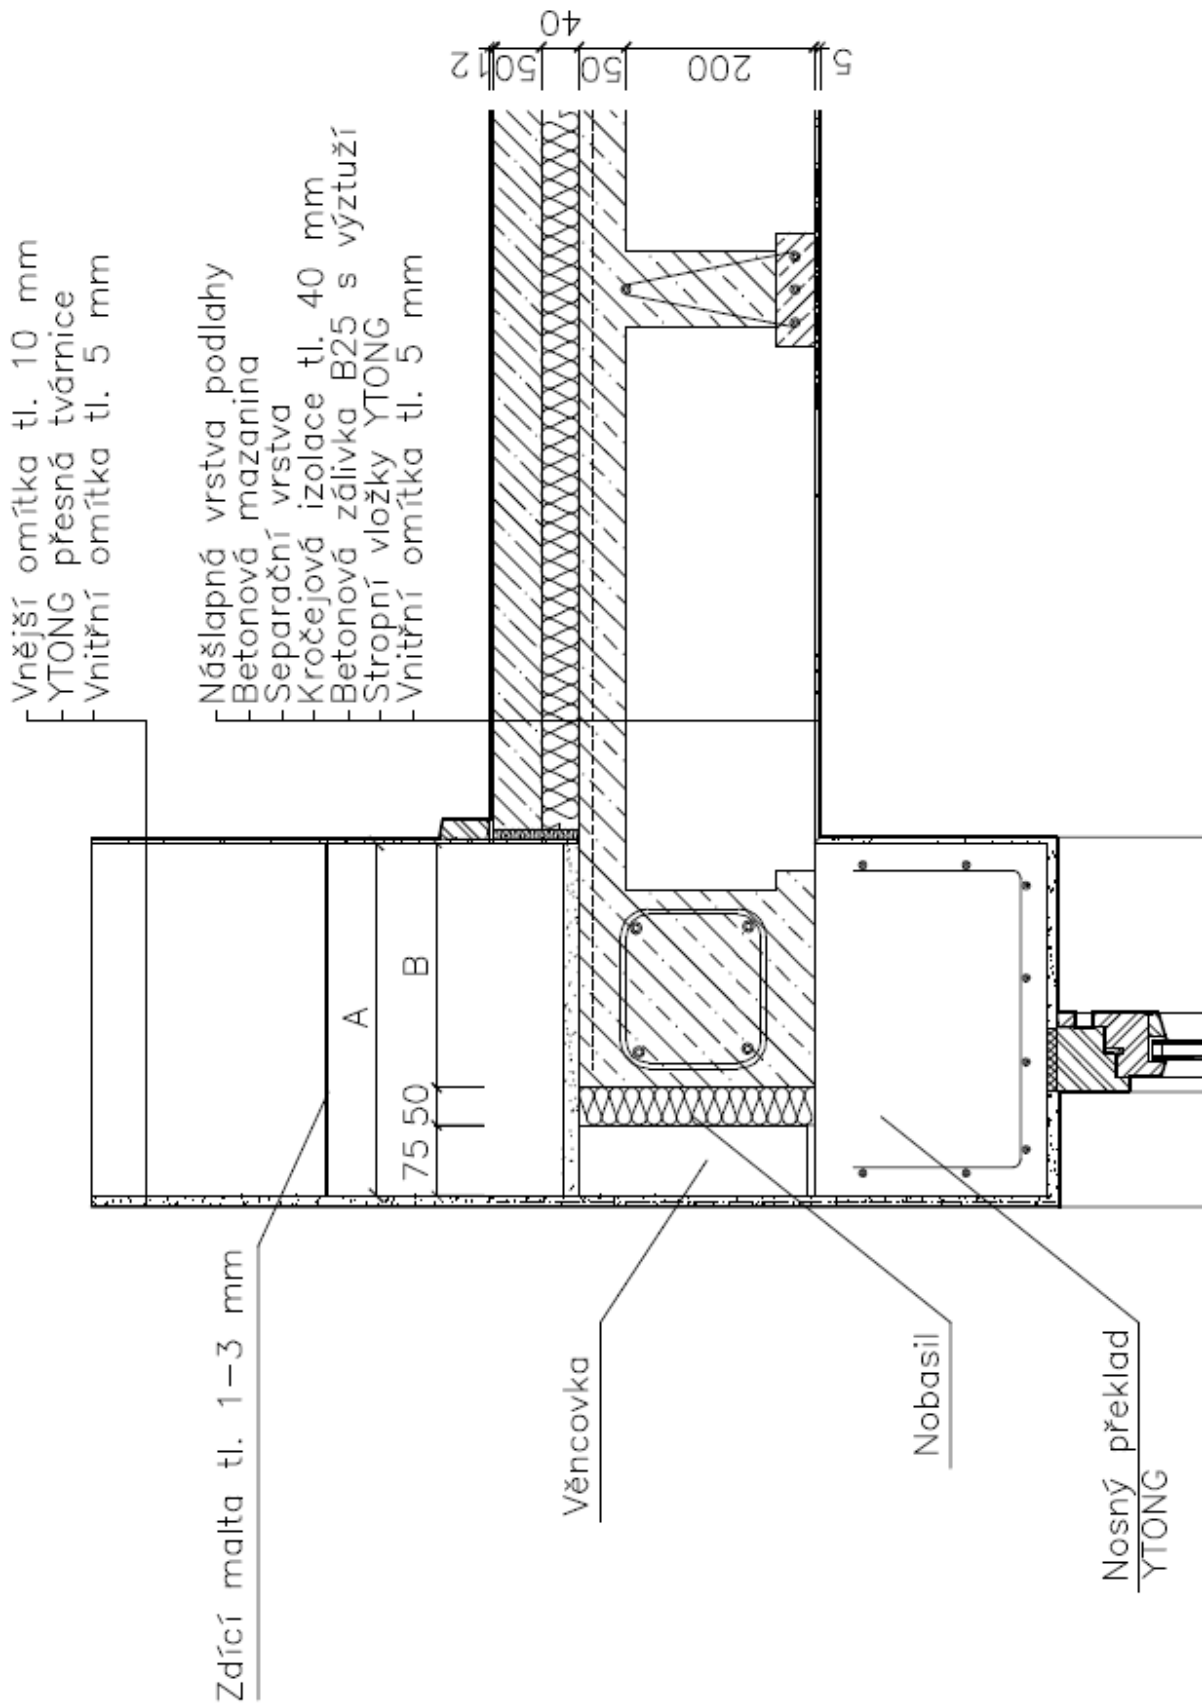 Vnější omítka tl. 10 mm
YTONG přesná tvárnice
Vnitřní omítka tl. 5 mm
Nášlapná vrstva podlahy
Betonová mazanina
Separační vrstva
Kročejová izolace tl. 40 mm
Betonová zálivka B25 s výztuží
Stropní vložky YTONG
Vnitřní omítka tl. 5 mm
12
50
40
50
200
5
A
75
50
B
Zdící malta tl. 1-3 mm
Věncovka
Nobasil
Nosný překlad
YTONG